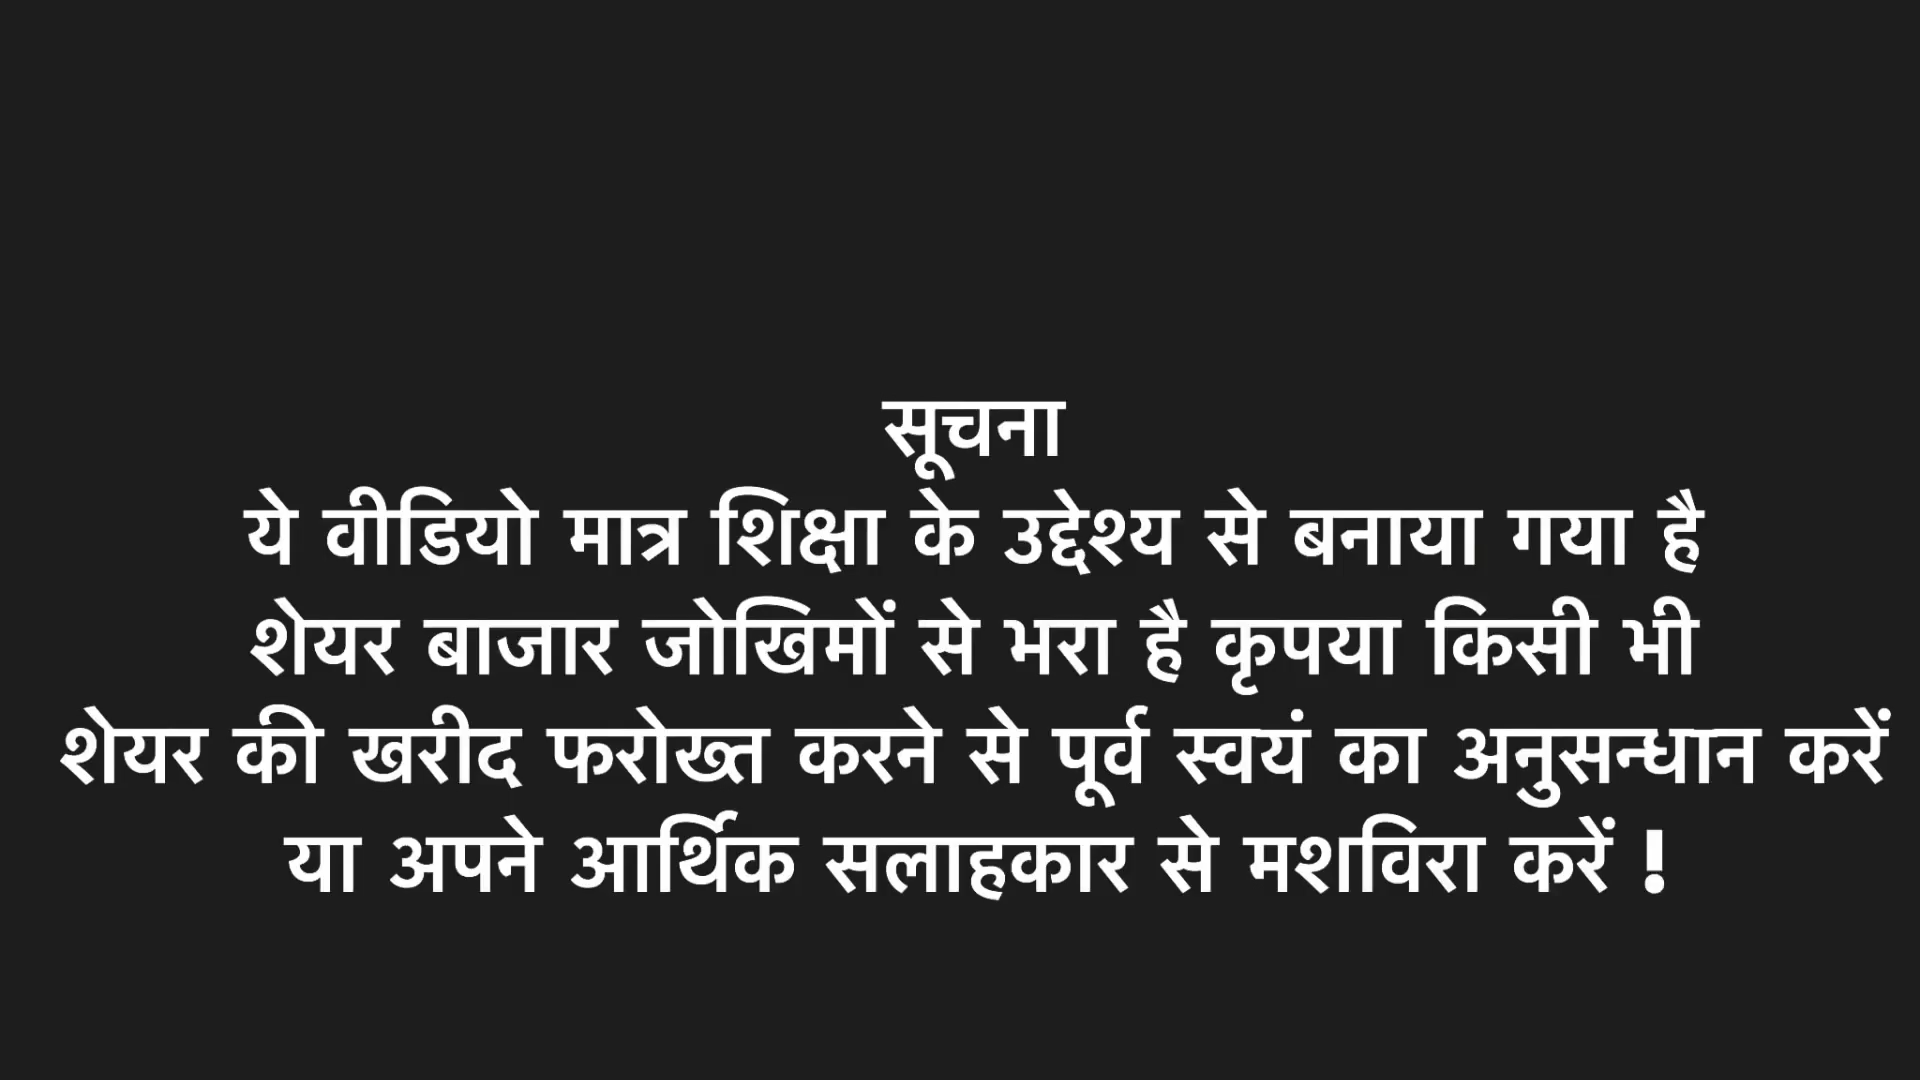 सूचना
ये वीडियो मात्र शिक्षा के उद्देश्य से बनाया गया है
शेयर बाजार जोखिमों से भरा है कृपया किसी भी
शेयर की खरीद फरोख्त करने से पूर्व स्वयं का अनुसन्धान करें
या अपने आर्थिक सलाहकार से मशविरा करें !